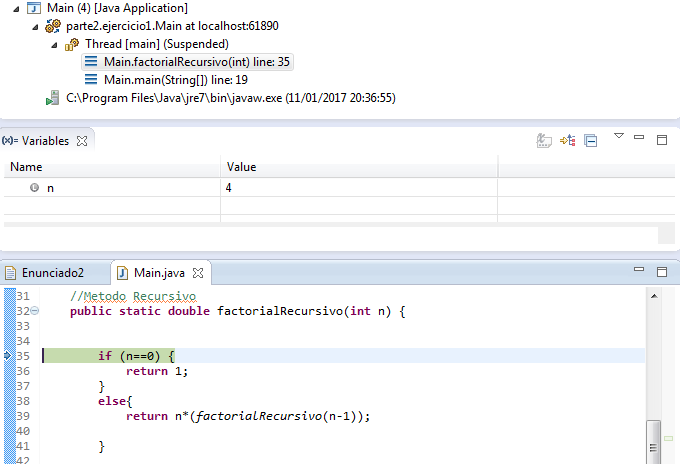 Main (4) [Java Application]
parte2.ejercicio1.Main at localhost:61890
Thread [main] (Suspended)
Main.factorialRecursivo(int) line: 35
Main.main(String[]) line: 19
C:\Program Files\Java\jre7\bin\javaw.exe (11/01/2017 20:36:55)
(x)= Variables
Name Value
n 4
Enunciado2 Main.java
31 //Metodo Recursivo
32 public static double factorialRecursivo(int n) {
33
34
35 if (n==0) {
36 return 1;
37 }
38 else{
39 return n*(factorialRecursivo(n-1));
40
41 }
42